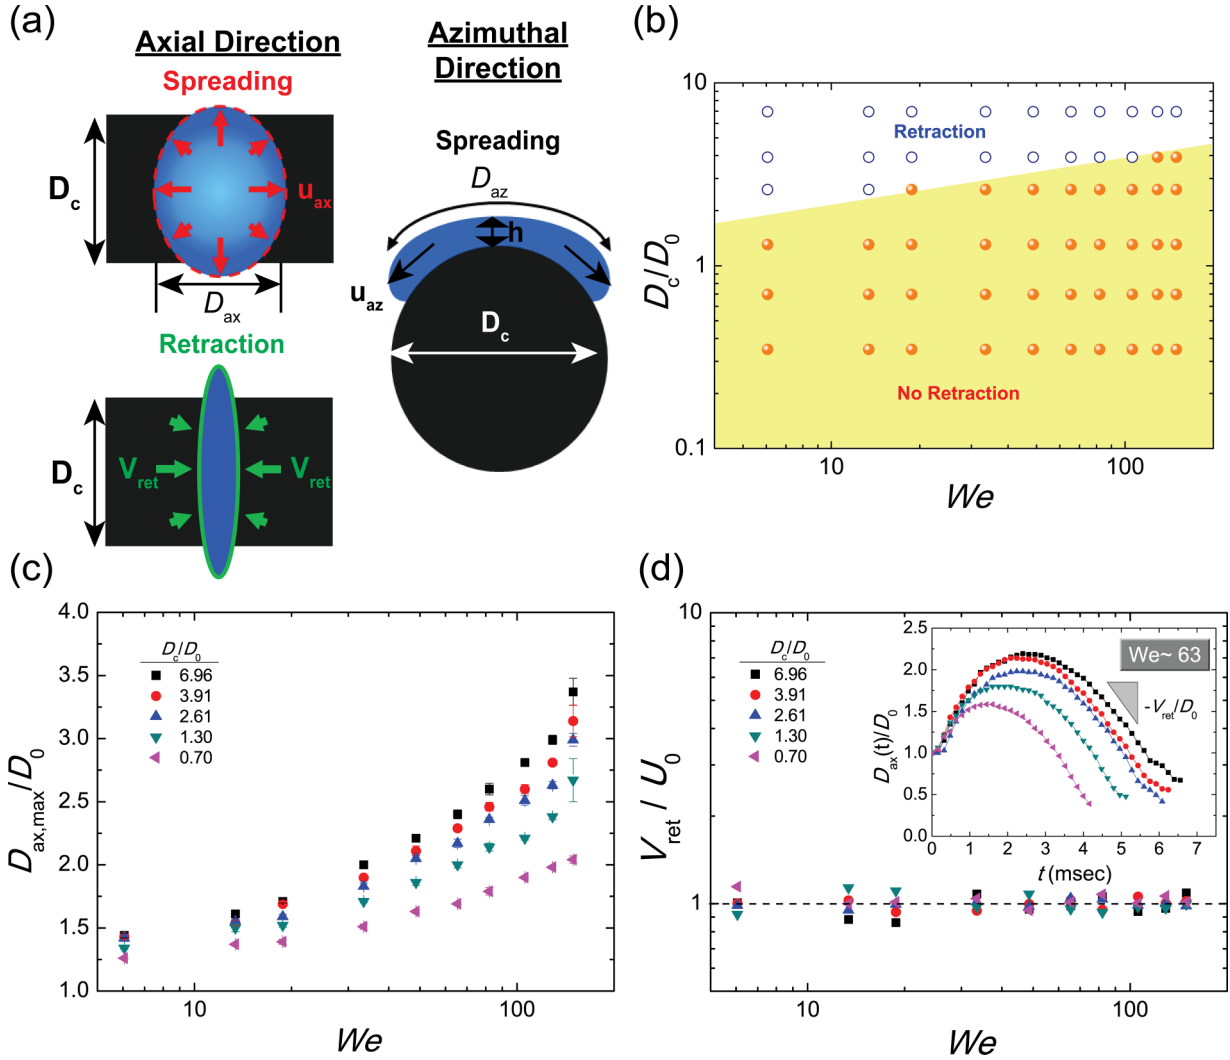 (a)
Axial Direction
Spreading
D_c
u_ax
D_ax
Retraction
D_c
V_ret
V_ret
Azimuthal
Direction
Spreading
D_az
h
u_az
D_c
(b)
D_c/D_0
10
1
0.1
Retraction
No Retraction
10
100
We
(c)
D_ax,max/D_0
4.0
3.5
3.0
2.5
2.0
1.5
1.0
D_c/D_0
6.96
3.91
2.61
1.30
0.70
10
100
We
(d)
V_ret / U_0
10
1
D_c/D_0
6.96
3.91
2.61
1.30
0.70
D_ax(t)/D_0
2.5
2.0
1.5
1.0
0.5
0.0
We~ 63
-V_ret/D_0
0 1 2 3 4 5 6 7
t (msec)
10
100
We